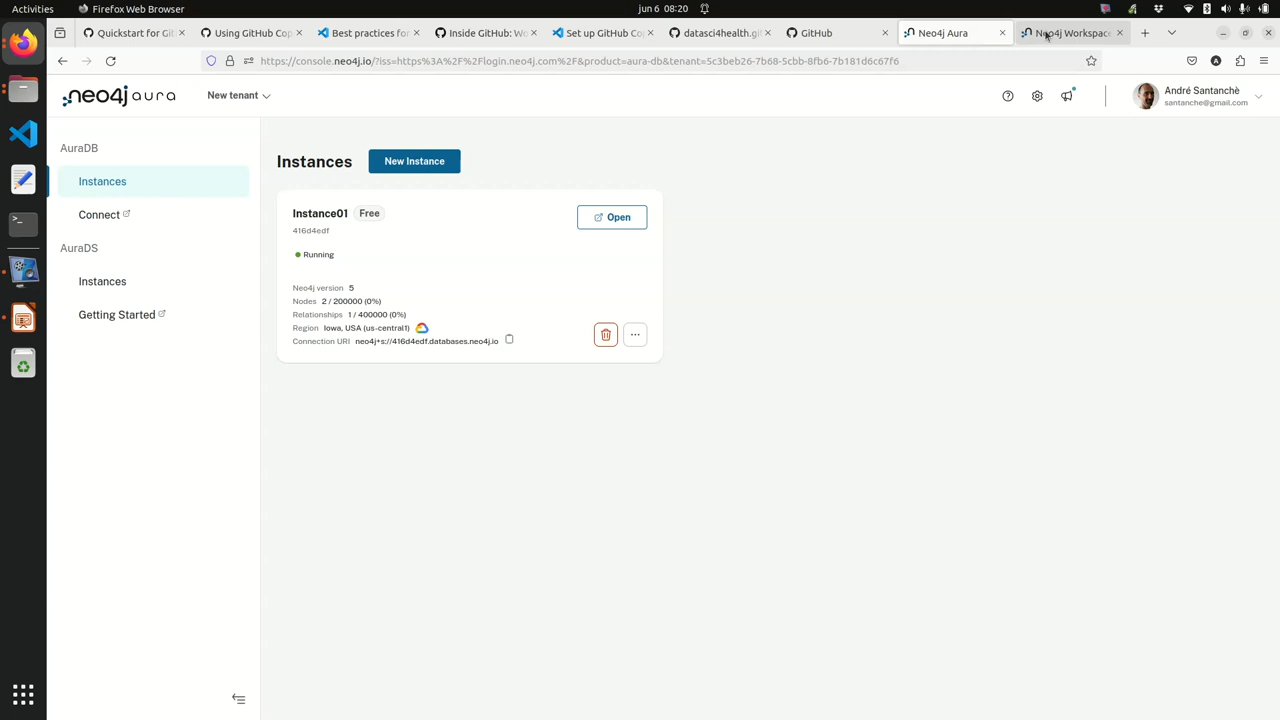 Activities
Firefox Web Browser
jun 6 08:20
Quickstart for Git
Using GitHub Cop
Best practices for
Inside GitHub: Wo
Set up GitHub Co
datasci4health.gi
GitHub
Neo4j Aura
Neo4j Workspace
https://console.neo4j.io/?iss=https%3A%2F%2Flogin.neo4j.com%2F&product=aura-db&tenant=5c3beb26-7b68-5cbb-8fb6-7b181d6c67f6
neo4j aura
New tenant
André Santanchè
santanche@gmail.com
AuraDB
Instances
Connect
AuraDS
Instances
Getting Started
Instances
New Instance
Instance01
Free
Open
416d4edf
Running
Neo4j version 5
Nodes 2 / 200000 (0%)
Relationships 1 / 400000 (0%)
Region Iowa, USA (us-central1)
Connection URI neo4j+s://416d4edf.databases.neo4j.io